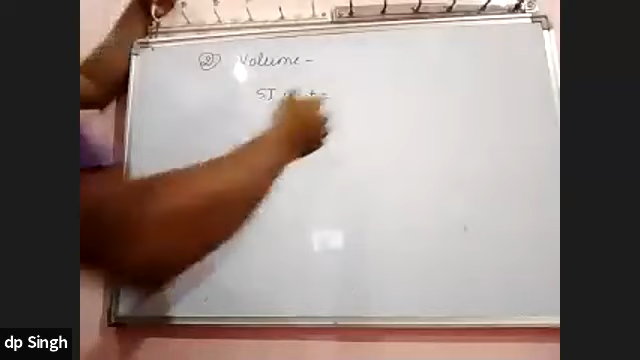 ② Volume -
SI
dp Singh